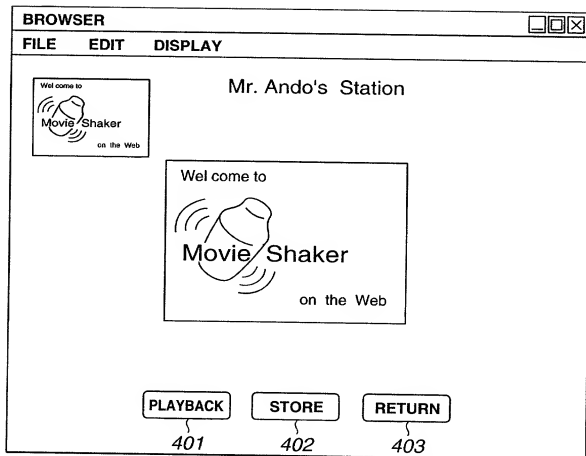 BROWSER
FILE EDIT DISPLAY
Mr. Ando's Station
Wel come to
Movie Shaker
on the Web
Wel come to
Movie Shaker
on the Web
PLAYBACK STORE RETURN
401 402 403